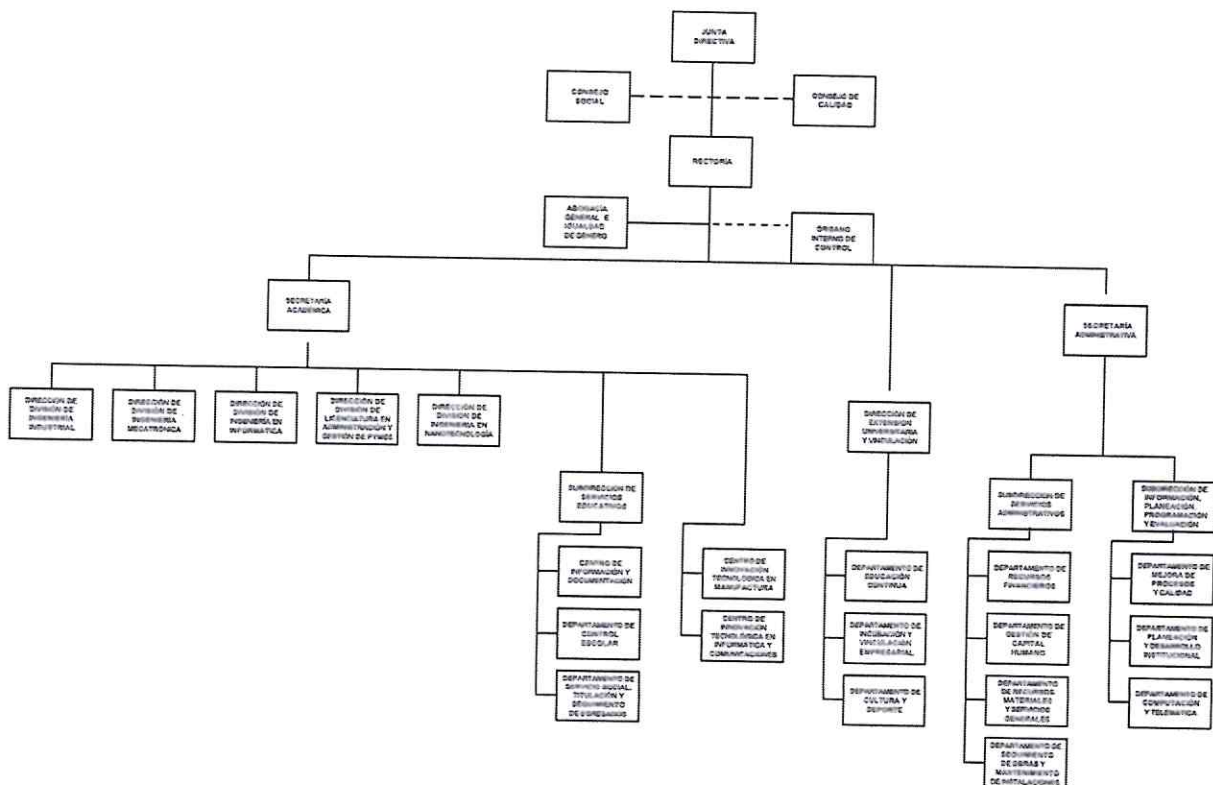 JUNTA
DIRECTIVA
CONSEJO
SOCIAL
CONSEJO DE
CALIDAD
RECTORÍA
ABOGACÍA
GENERAL E
IGUALDAD
DE GÉNERO
ÓRGANO
INTERNO DE
CONTROL
SECRETARÍA
ACADÉMICA
SECRETARÍA
ADMINISTRATIVA
DIRECCIÓN DE
DIVISIÓN DE
INGENIERÍA
INDUSTRIAL
DIRECCIÓN DE
DIVISIÓN DE
INGENIERÍA
MECATRÓNICA
DIRECCIÓN DE
DIVISIÓN DE
INGENIERÍA EN
INFORMÁTICA
DIRECCIÓN DE
DIVISIÓN DE
LICENCIATURA EN
ADMINISTRACIÓN Y
GESTIÓN DE PYMES
DIRECCIÓN DE
DIVISIÓN DE
INGENIERÍA EN
NANOTECNOLOGÍA
DIRECCIÓN DE
EXTENSIÓN
UNIVERSITARIA
Y VINCULACIÓN
SUBDIRECCIÓN DE
SERVICIOS
EDUCATIVOS
SUBDIRECCIÓN DE
SERVICIOS
ADMINISTRATIVOS
SUBDIRECCIÓN DE
INFORMACIÓN,
PLANEACIÓN,
PROGRAMACIÓN
Y EVALUACIÓN
CENTRO DE
INFORMACIÓN Y
DOCUMENTACIÓN
CENTRO DE
INNOVACIÓN
TECNOLÓGICA EN
MANUFACTURA
DEPARTAMENTO DE
EDUCACIÓN
CONTINUA
DEPARTAMENTO DE
RECURSOS
FINANCIEROS
DEPARTAMENTO DE
MEJORA DE
PROCESOS
Y CALIDAD
DEPARTAMENTO DE
CONTROL
ESCOLAR
CENTRO DE
INNOVACIÓN
TECNOLÓGICA EN
INFORMÁTICA Y
COMUNICACIONES
DEPARTAMENTO DE
INCUBACIÓN Y
VINCULACIÓN
EMPRESARIAL
DEPARTAMENTO DE
GESTIÓN DE
CAPITAL
HUMANO
DEPARTAMENTO DE
PLANEACIÓN
Y DESARROLLO
INSTITUCIONAL
DEPARTAMENTO DE
SERVICIO SOCIAL,
TITULACIÓN Y
SEGUIMIENTO
DE EGRESADOS
DEPARTAMENTO DE
CULTURA Y
DEPORTE
DEPARTAMENTO
DE RECURSOS
MATERIALES
Y SERVICIOS
GENERALES
DEPARTAMENTO DE
COMPUTACIÓN
Y TELEMÁTICA
DEPARTAMENTO DE
SEGUIMIENTO
DE OBRAS Y
MANTENIMIENTO
DE INSTALACIONES